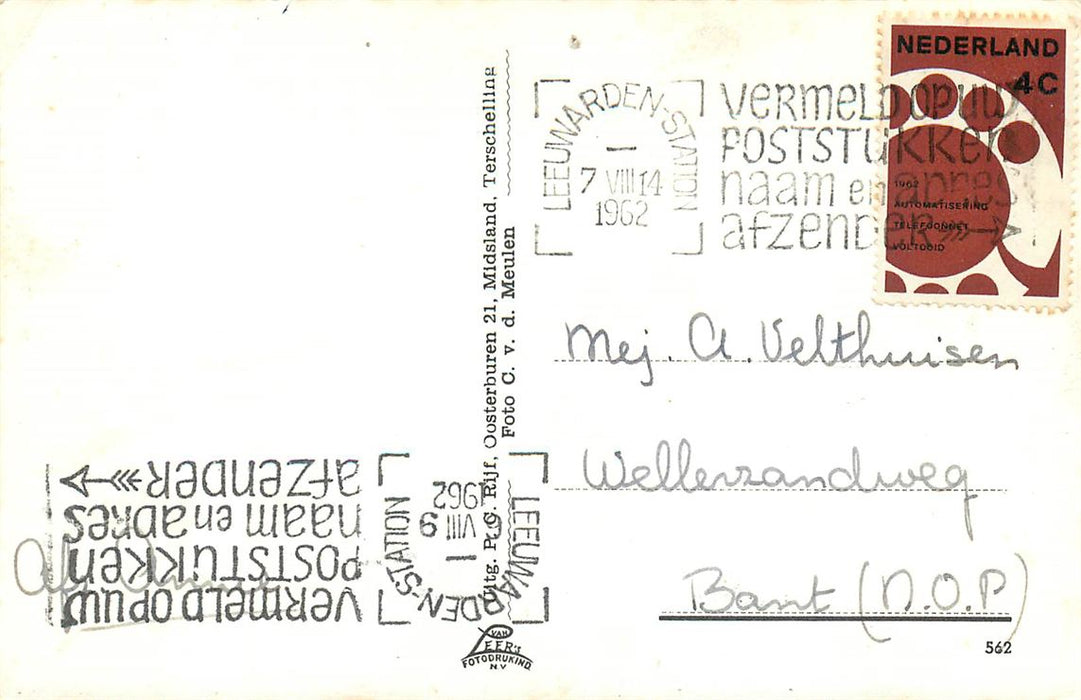 NEDERLAND
4C
1962
AUTOMATISERING
TELEFOONNET
VOLTOOID
LEEUWARDEN-STATION
7 VIII 14
1962
VERMELD OP UW
POSTSTUKKEN
naam en adres
afzender
Mej. A. Velthuisen
Wellerzandweg
Bant (N.O.P)
562
Uitg. P. C. Rijf, Oosterburen 21, Midsland, Terschelling
Foto C. v. d. Meulen
VERMELD OP UW
POSTSTUKKEN
naam en adres
afzender
LEEUWARDEN-STATION
VIII 9
1962
Afz
VAN
LEER'S
FOTODRUKIND.
N.V.